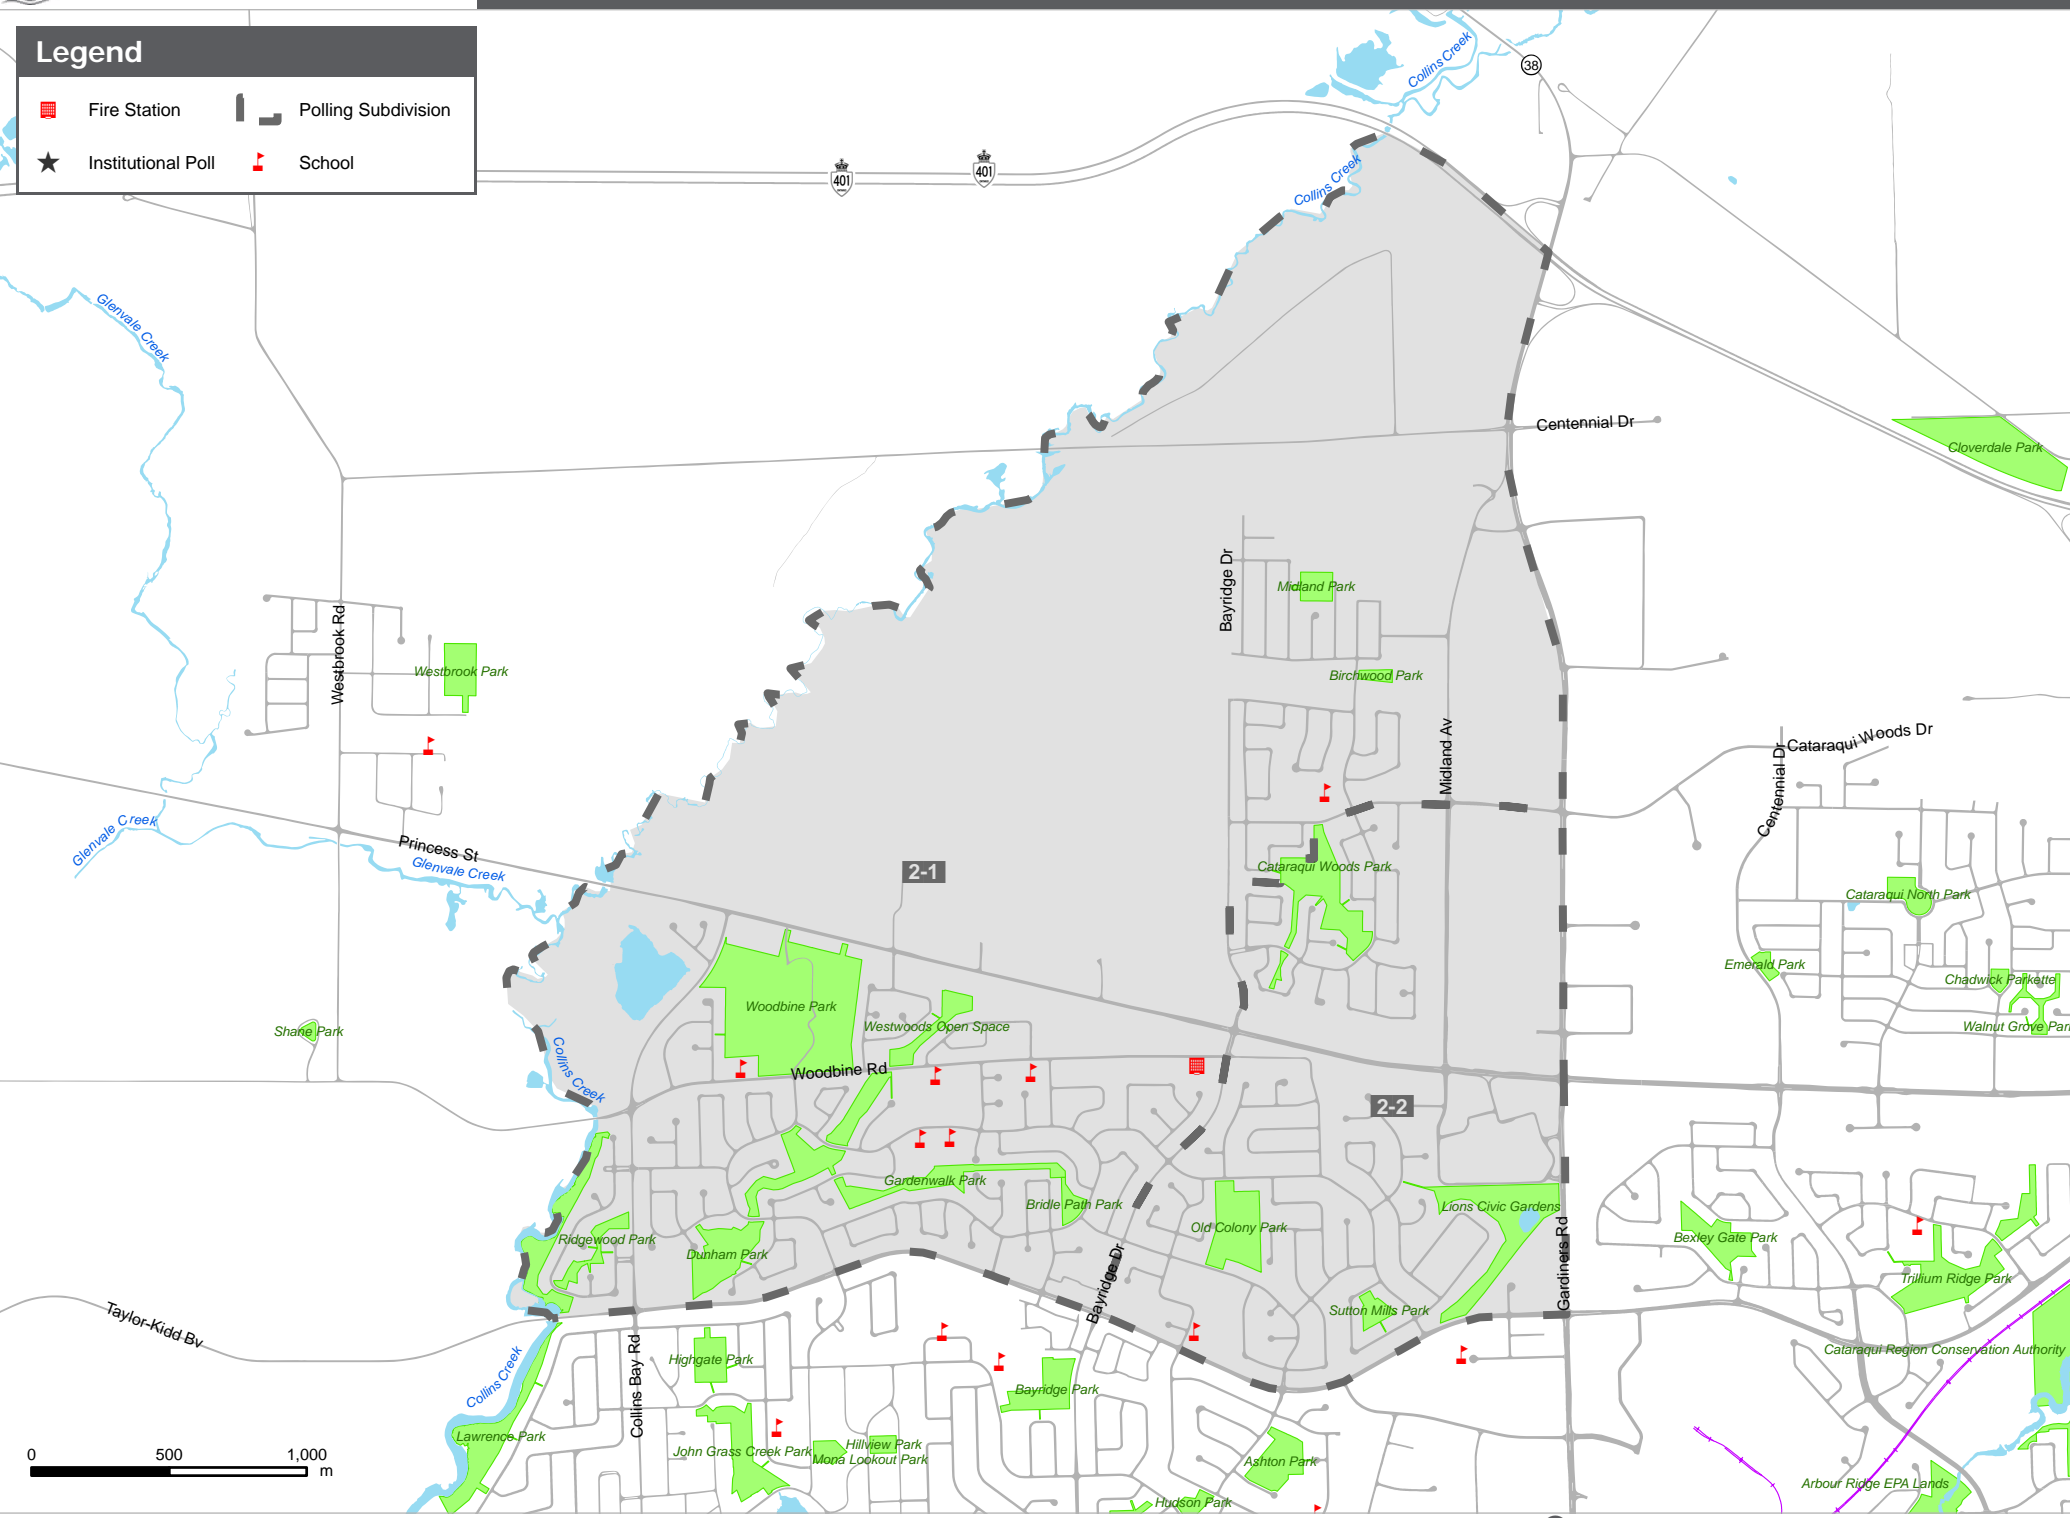 Legend
Fire Station
Polling Subdivision
Institutional Poll
School
Collins Creek
38
401
401
Collins Creek
Glenvale Creek
Centennial Dr
Cloverdale Park
Bayridge Dr
Midland Park
Westbrook Rd
Westbrook Park
Birchwood Park
Midland Av
Cataraqui Woods Dr
Centennial Dr
Glenvale Creek
Princess St
Glenvale Creek
2-1
Cataraqui Woods Park
Cataraqui North Park
Emerald Park
Chadwick Parkette
Woodbine Park
Westwoods Open Space
Walnut Grove Par
Shane Park
Collins Creek
Woodbine Rd
2-2
Gardenwalk Park
Bridle Path Park
Old Colony Park
Lions Civic Gardens
Ridgewood Park
Dunham Park
Bayridge Dr
Gardiners Rd
Bexley Gate Park
Trillium Ridge Park
Taylor-Kidd Bv
Sutton Mills Park
Collins Creek
Collins Bay Rd
Highgate Park
Bayridge Park
Cataraqui Region Conservation Authority
Lawrence Park
John Grass Creek Park
Hillview Park
Mona Lookout Park
Ashton Park
0 500 1,000
m
Arbour Ridge EPA Lands
Hudson Park